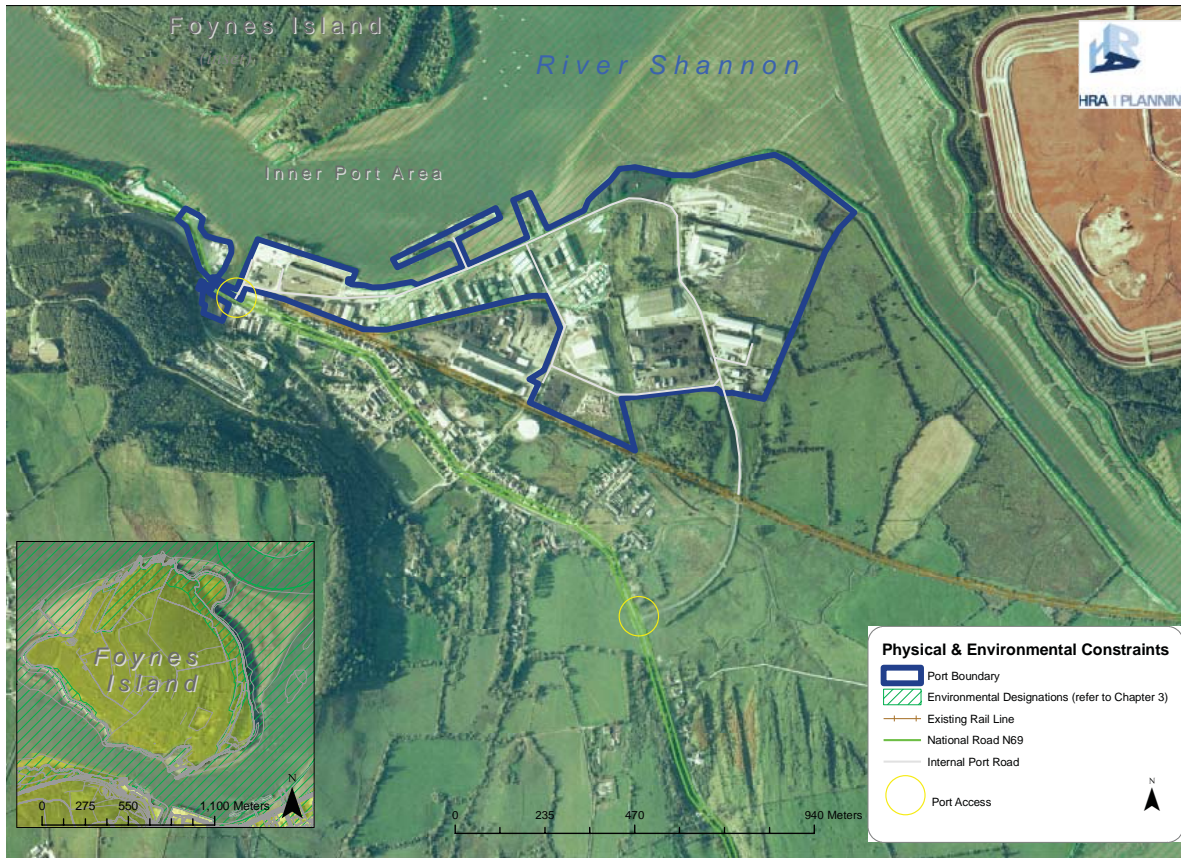 Foynes Island
River Shannon
HRA | PLANNIN
Inner Port Area
Foynes
Island
N
0 275 550 1,100 Meters
0 235 470 940 Meters
Physical & Environmental Constraints
Port Boundary
Environmental Designations (refer to Chapter 3)
Existing Rail Line
National Road N69
Internal Port Road
Port Access
N